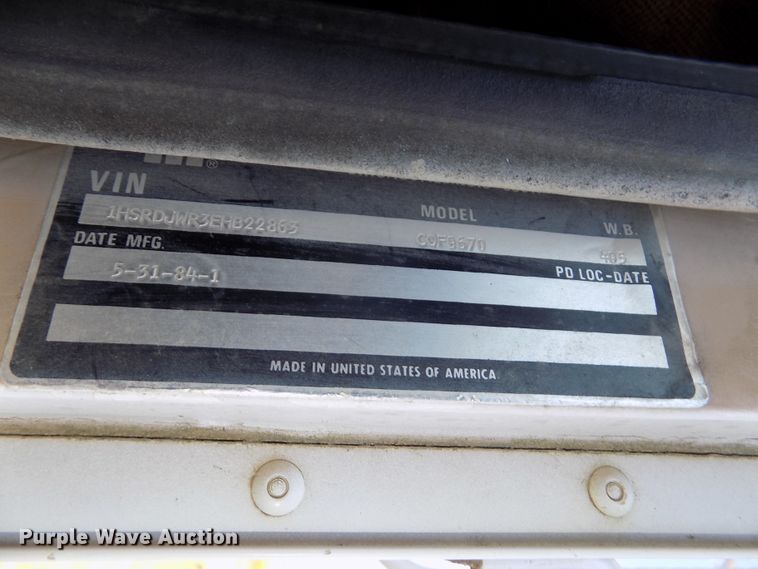 ®
VIN
MODEL
W.B.
1HSRDJWR3EHB22863
COF9670
DATE MFG.
5-31-84-1
PD LOC-DATE
MADE IN UNITED STATES OF AMERICA
Purple Wave Auction®